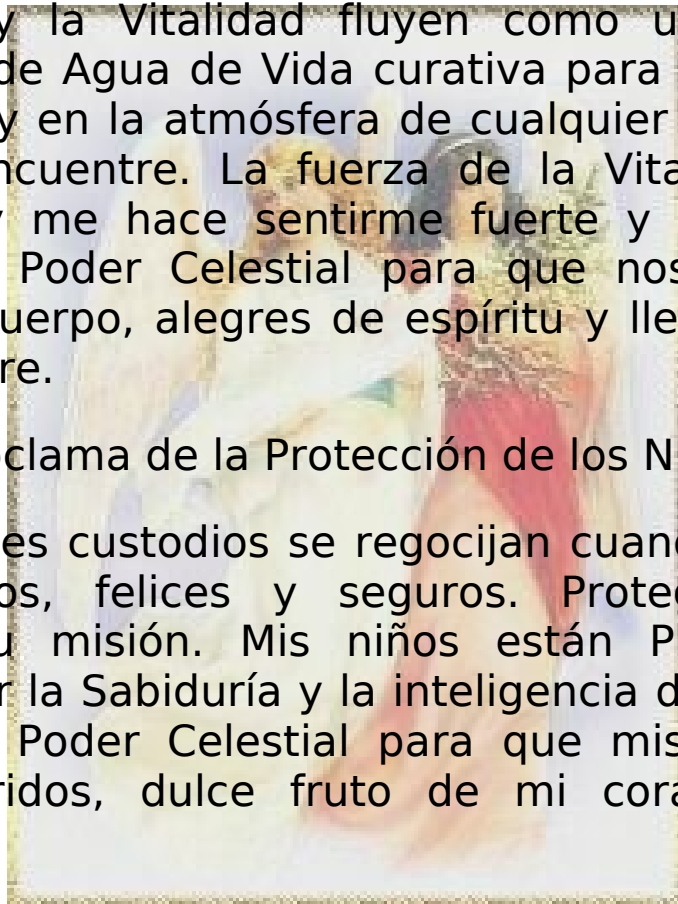 y la Vitalidad fluyen como u
de Agua de Vida curativa para
y en la atmósfera de cualquier
ncuentre. La fuerza de la Vita
y me hace sentirme fuerte y
Poder Celestial para que nos
uerpo, alegres de espíritu y lle
re.
oclama de la Protección de los N
es custodios se regocijan cuan
os, felices y seguros. Protec
u misión. Mis niños están P
r la Sabiduría y la inteligencia d
Poder Celestial para que mis
ridos, dulce fruto de mi cora